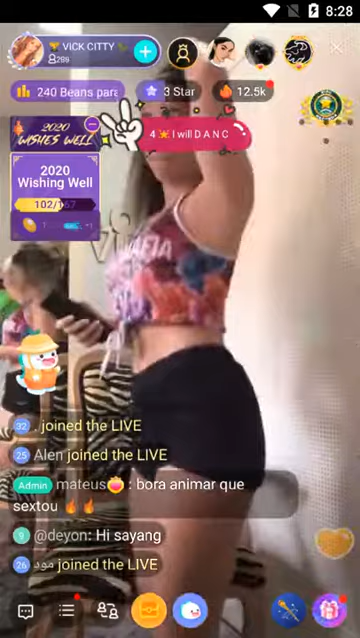 8:28
VICK CITTY
289
240 Beans para
3 Star
12.5k
2020
WISHES WELL
4 I will D A N C
2020
Wishing Well
102/167
32 . joined the LIVE
25 Alen joined the LIVE
Admin mateus : bora animar que
sextou
9 @deyon: Hi sayang
26 مود joined the LIVE